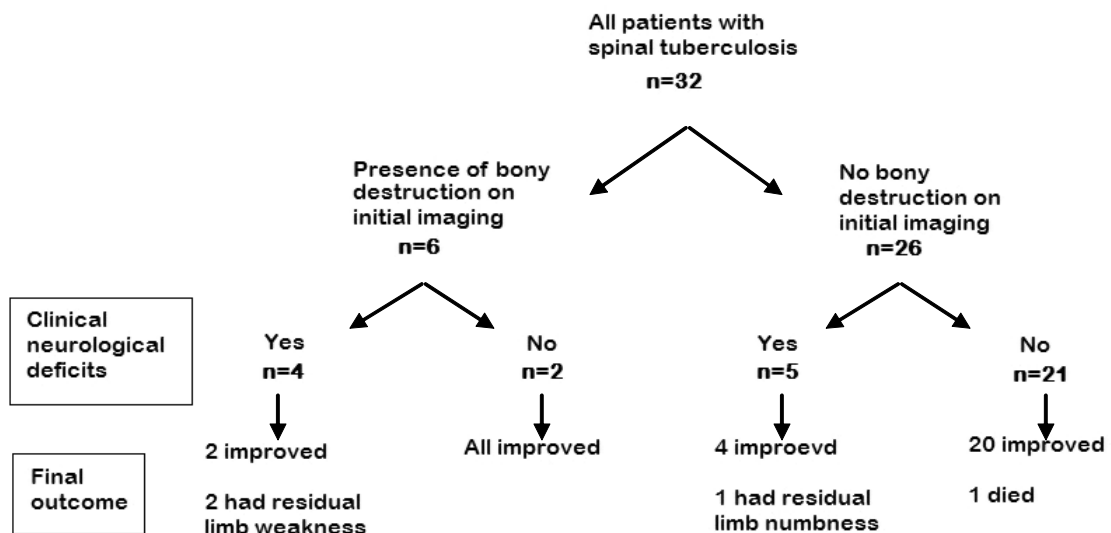 All patients with
spinal tuberculosis
n=32
Presence of bony
destruction on
initial imaging
n=6
No bony
destruction on
initial imaging
n=26
Clinical
neurological
deficits
Yes
n=4
No
n=2
Yes
n=5
No
n=21
Final
outcome
2 improved
2 had residual
limb weakness
All improved
4 improevd
1 had residual
limb numbness
20 improved
1 died